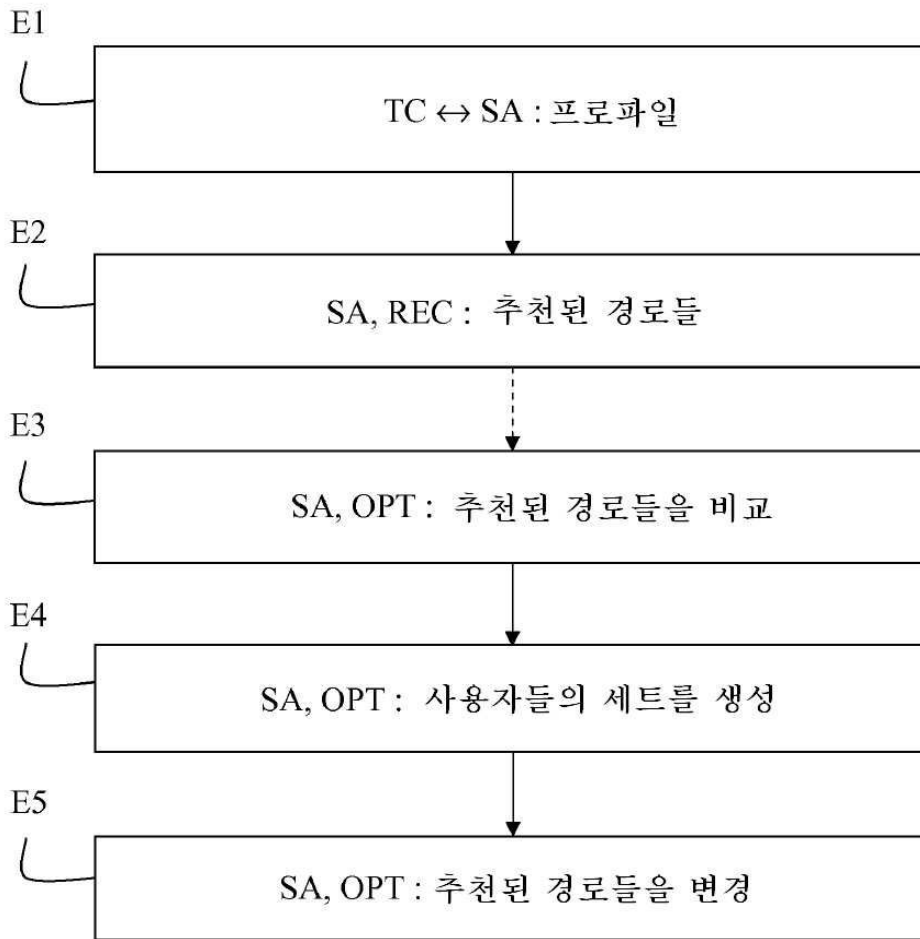 E1
TC ↔ SA : 프로파일
E2
SA, REC : 추천된 경로들
E3
SA, OPT : 추천된 경로들을 비교
E4
SA, OPT : 사용자들의 세트를 생성
E5
SA, OPT : 추천된 경로들을 변경